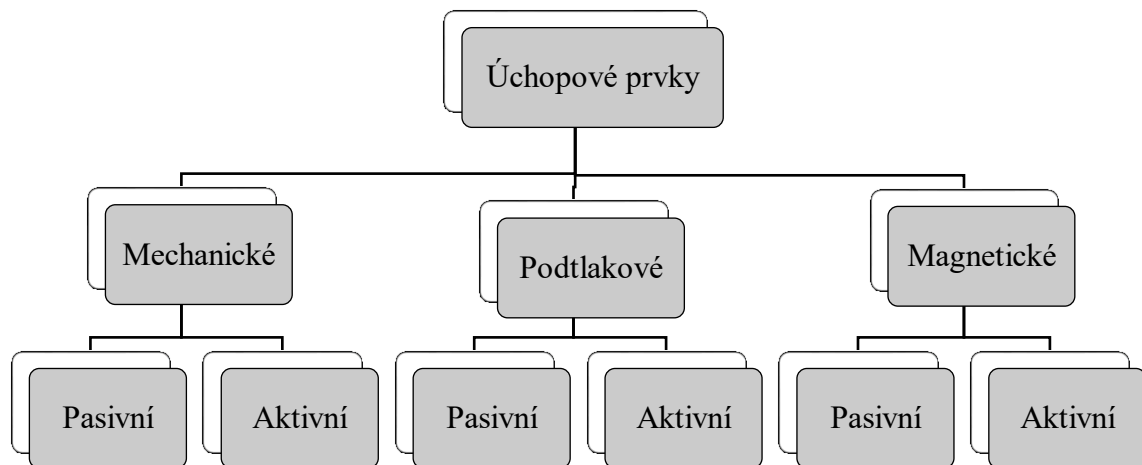 Úchopové prvky
Mechanické
Podtlakové
Magnetické
Pasivní
Aktivní
Pasivní
Aktivní
Pasivní
Aktivní